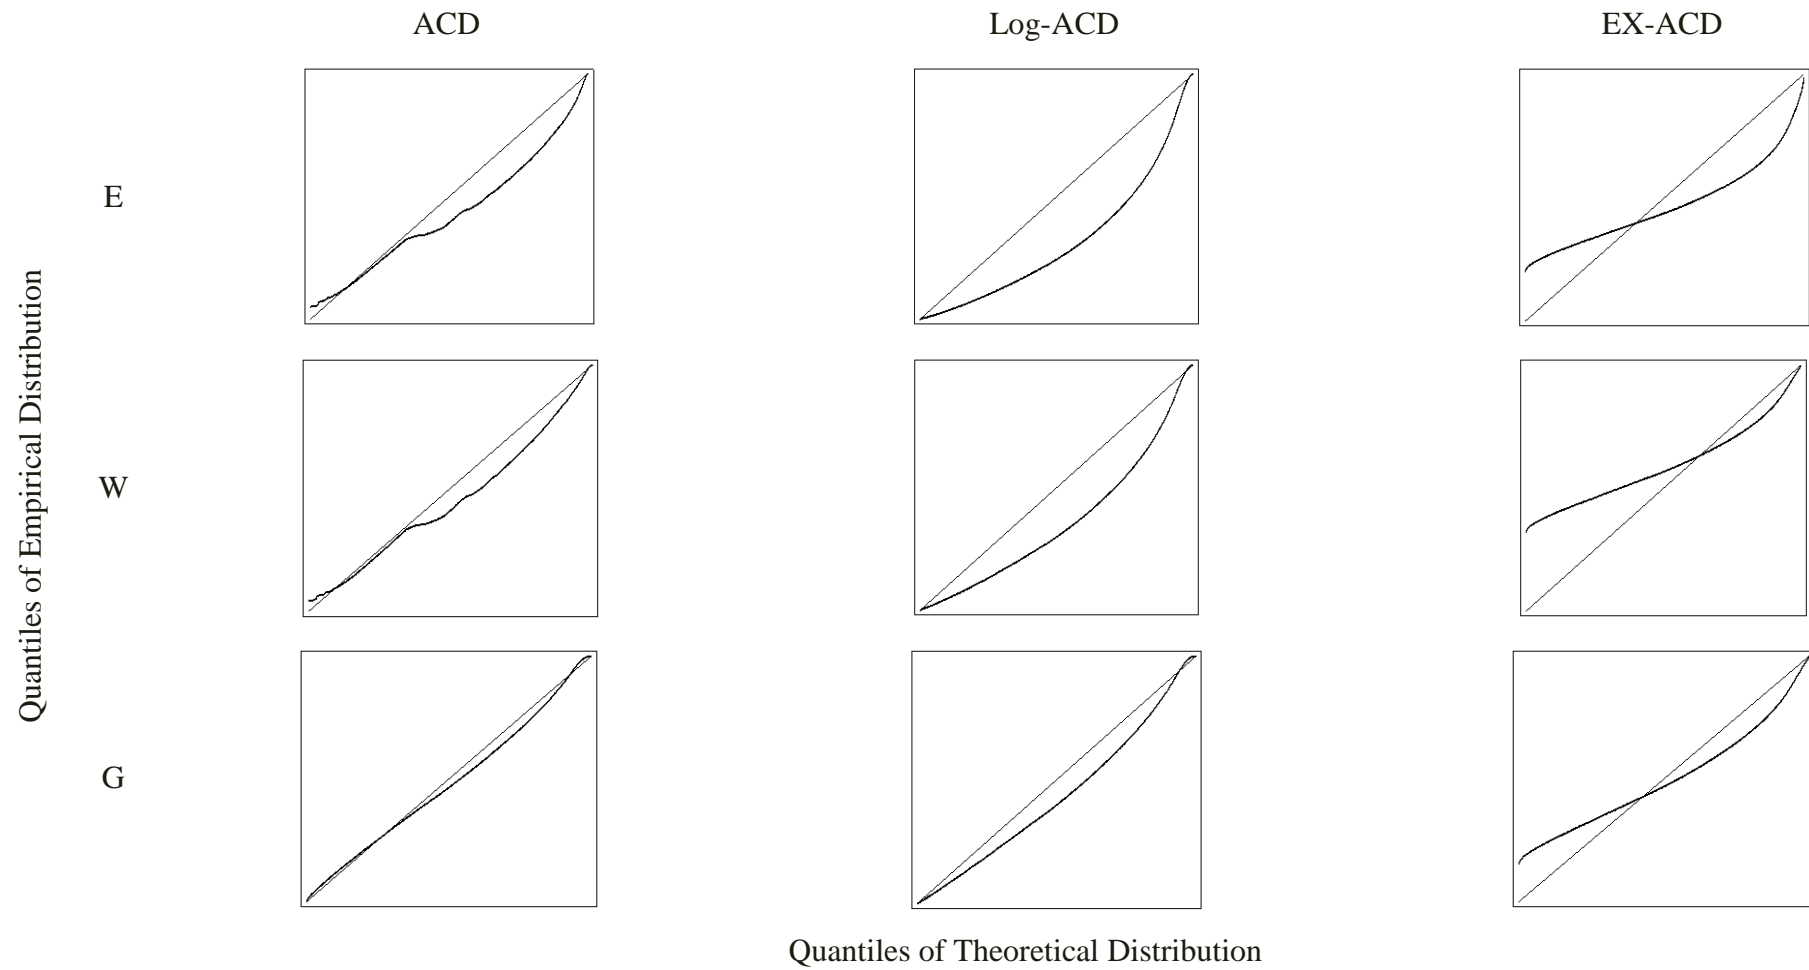 ACD
Log-ACD
EX-ACD
Quantiles of Empirical Distribution
E
W
G
Quantiles of Theoretical Distribution